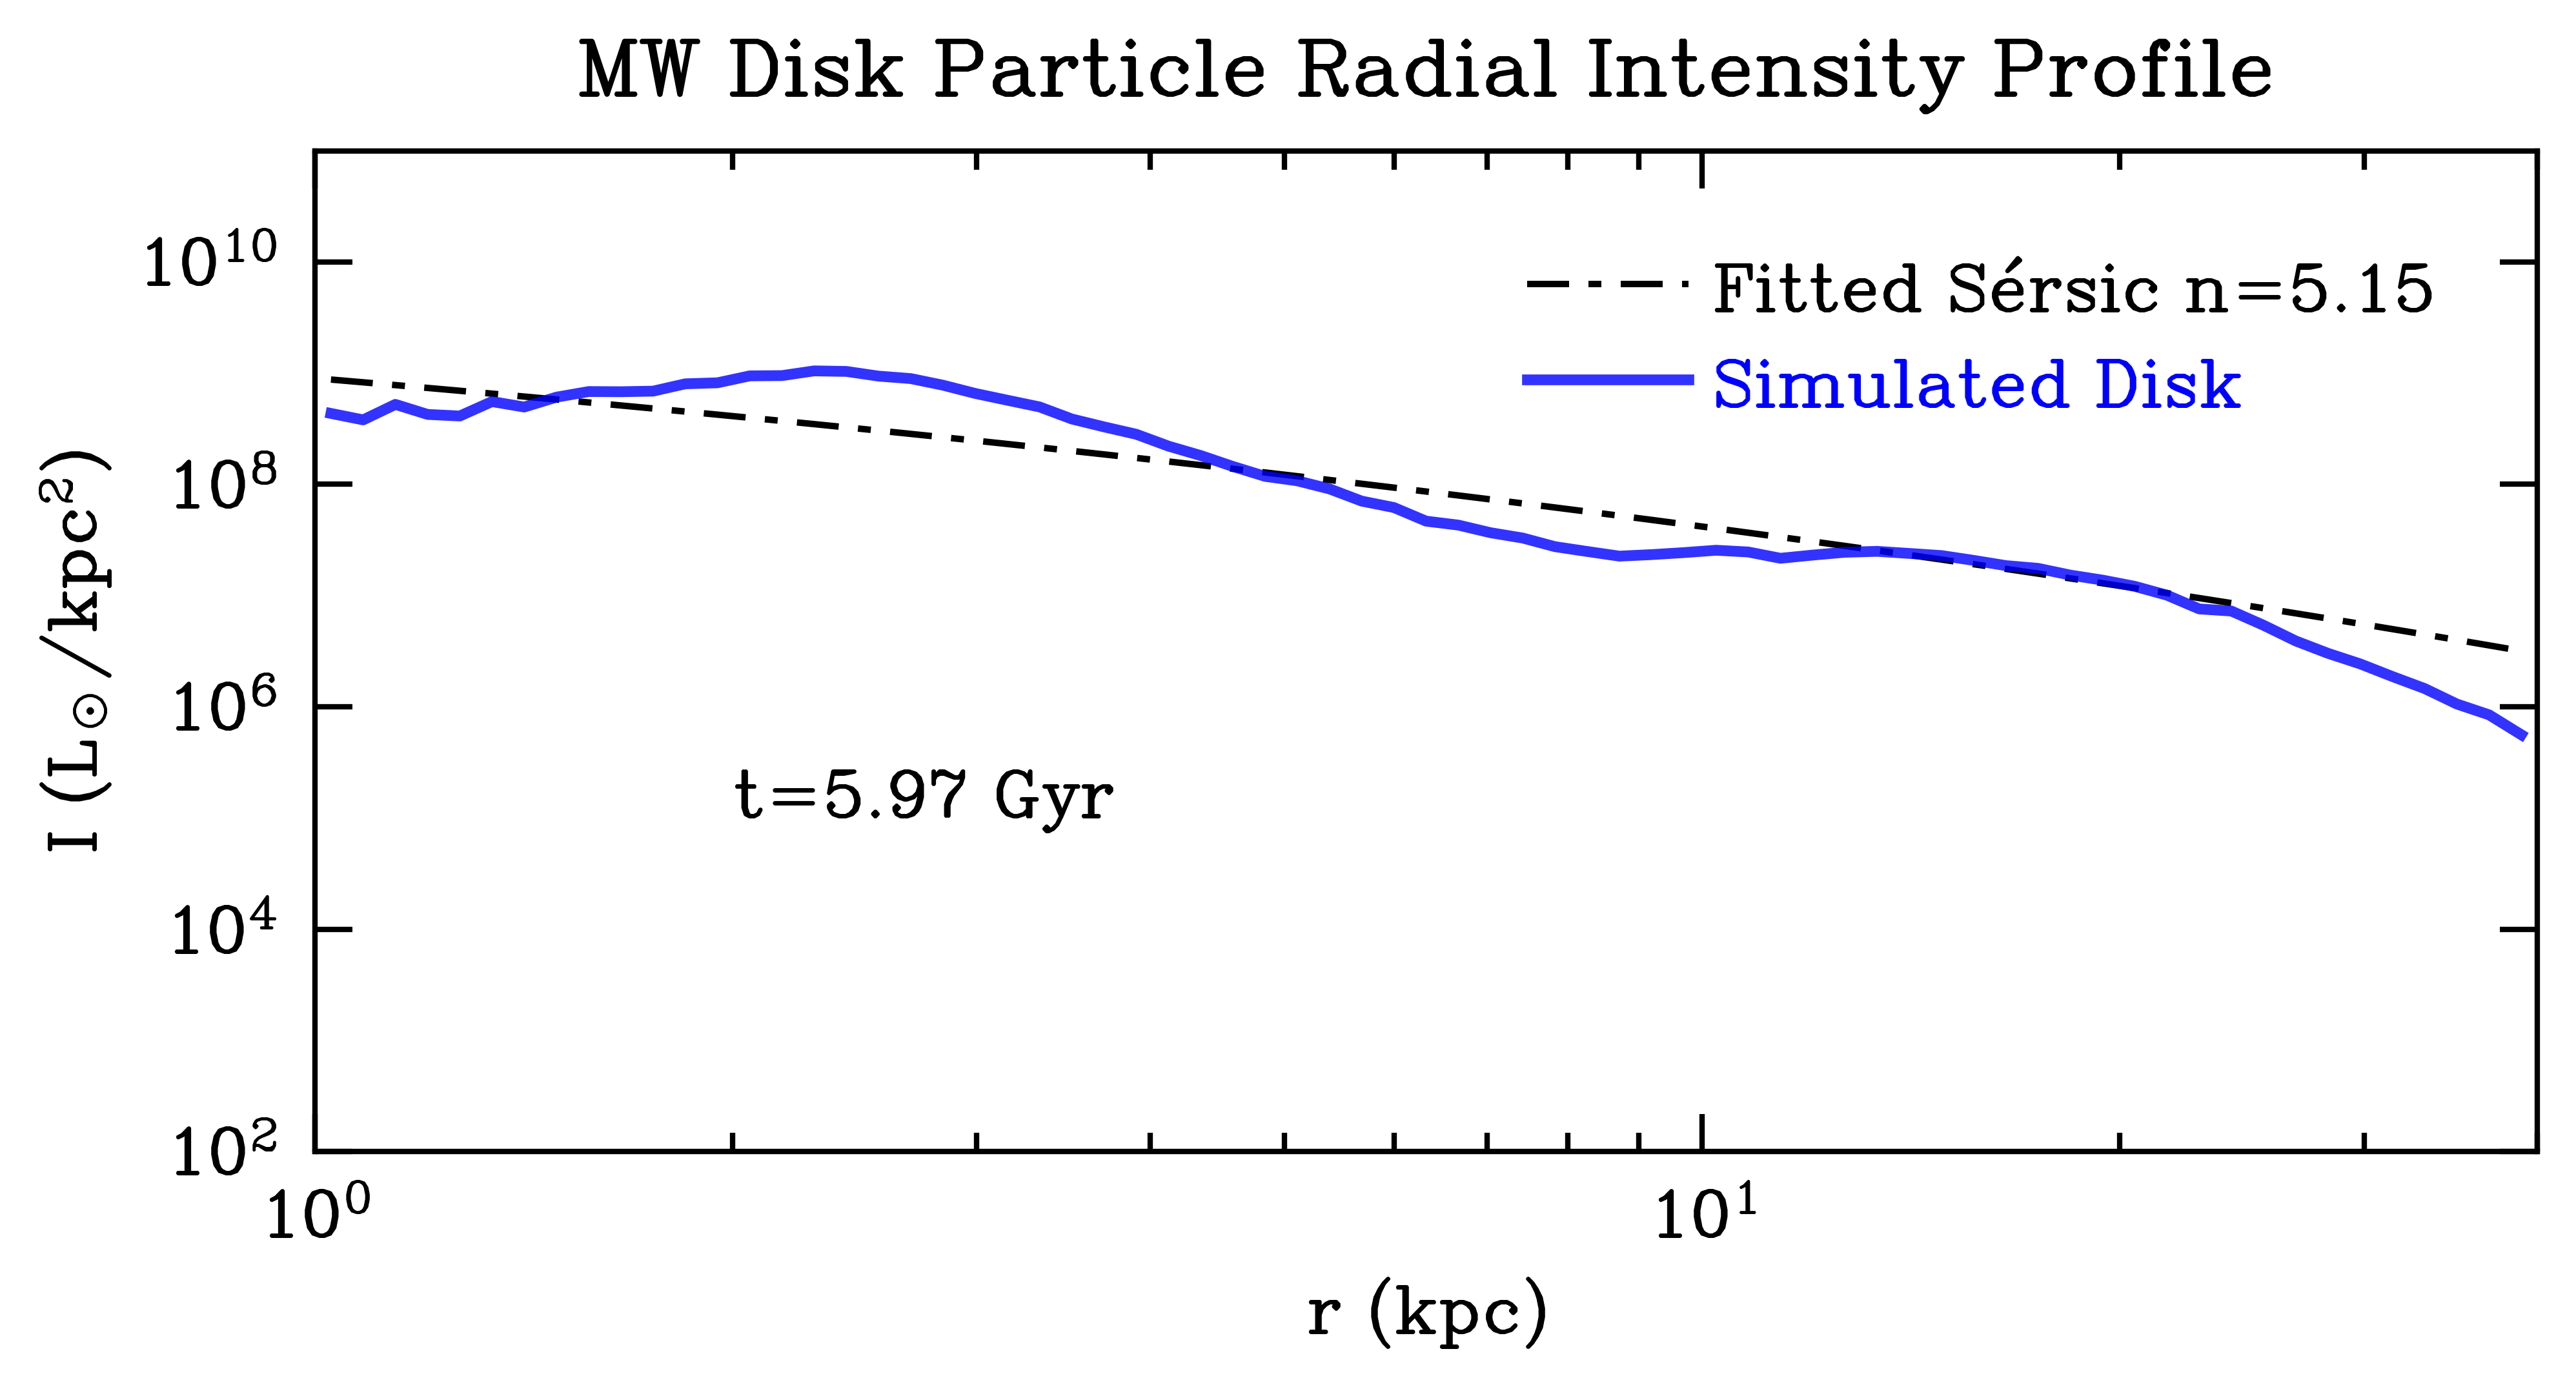 MW Disk Particle Radial Intensity Profile
10¹⁰
10⁸
10⁶
10⁴
10²
I (L☉/kpc²)
Fitted Sérsic n=5.15
Simulated Disk
t=5.97 Gyr
10⁰
10¹
r (kpc)